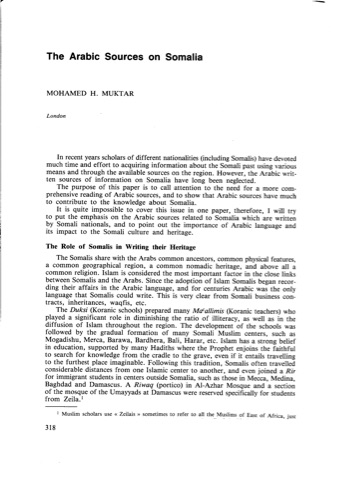 The Arabic Sources on Somalia
MOHAMED H. MUKTAR
London
In recent years scholars of different nationalities (including Somalis) have devoted
much time and effort to acquiring information about the Somali past using various
means and through the available sources on the region. However, the Arabic writ-
ten sources of information on Somalia have long been neglected.
The purpose of this paper is to call attention to the need for a more com-
prehensive reading of Arabic sources, and to show that Arabic sources have much
to contribute to the knowledge about Somalia.
It is quite impossible to cover this issue in one paper, therefore, I will try
to put the emphasis on the Arabic sources related to Somalia which are written
by Somali nationals, and to point out the importance of Arabic language and
its impact to the Somali culture and heritage.
The Role of Somalis in Writing their Heritage
The Somalis share with the Arabs common ancestors, common physical features,
a common geographical region, a common nomadic heritage, and above all a
common religion. Islam is considered the most important factor in the close links
between Somalis and the Arabs. Since the adoption of Islam Somalis began recor-
ding their affairs in the Arabic language, and for centuries Arabic was the only
language that Somalis could write. This is very clear from Somali business con-
tracts, inheritances, waqfis, etc.
The Duksi (Koranic schools) prepared many Ma'allimis (Koranic teachers) who
played a significant role in diminishing the ratio of illiteracy, as well as in the
diffusion of Islam throughout the region. The development of the schools was
followed by the gradual formation of many Somali Muslim centers, such as
Mogadishu, Merca, Barawa, Bardhera, Bali, Harar, etc. Islam has a strong belief
in education, supported by many Hadiths where the Prophet enjoins the faithful
to search for knowledge from the cradle to the grave, even if it entails travelling
to the furthest place imaginable. Following this tradition, Somalis often travelled
considerable distances from one Islamic center to another, and even joined a Rir
for immigrant students in centers outside Somalia, such as those in Mecca, Medina,
Baghdad and Damascus. A Riwaq (portico) in Al-Azhar Mosque and a section
of the mosque of the Umayyads at Damascus were reserved specifically for students
from Zeila.¹
¹ Muslim scholars use « Zeilais » sometimes to refer to all the Muslims of East of Africa, just
318